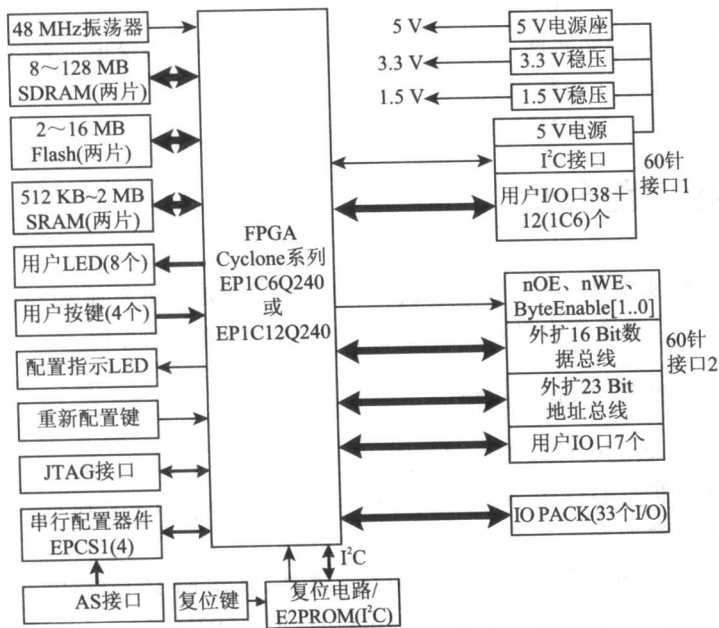 48 MHz振荡器
8～128 MB
SDRAM(两片)
2～16 MB
Flash(两片)
512 KB~2 MB
SRAM(两片)
用户LED(8个)
用户按键(4个)
配置指示LED
重新配置键
JTAG接口
串行配置器件
EPCS1(4)
AS接口
FPGA
Cyclone系列
EP1C6Q240
或
EP1C12Q240
I²C
复位键
复位电路/
E2PROM(I²C)
5 V
5 V电源座
3.3 V
3.3 V稳压
1.5 V
1.5 V稳压
5 V电源
I²C接口
用户I/O口38＋
12(1C6)个
60针
接口1
nOE、nWE、
ByteEnable[1..0]
外扩16 Bit数
据总线
外扩23 Bit
地址总线
用户IO口7个
60针
接口2
IO PACK(33个I/O)